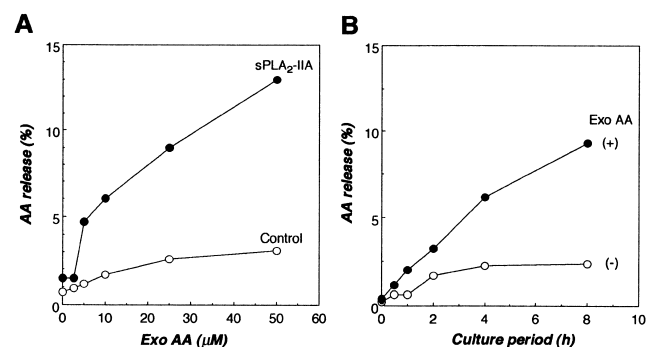 A
B
15
10
5
0
AA release (%)
sPLA₂-IIA
Control
0 10 20 30 40 50 60
Exo AA (μM)
15
10
5
0
AA release (%)
Exo AA
(+)
(-)
0 2 4 6 8 10
Culture period (h)